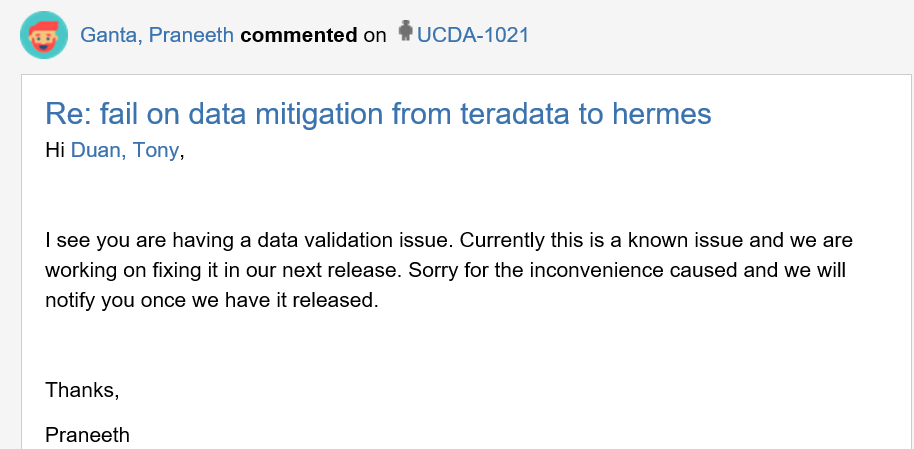 Ganta, Praneeth commented on UCDA-1021
Re: fail on data mitigation from teradata to hermes
Hi Duan, Tony,
I see you are having a data validation issue. Currently this is a known issue and we are
working on fixing it in our next release. Sorry for the inconvenience caused and we will
notify you once we have it released.
Thanks,
Praneeth